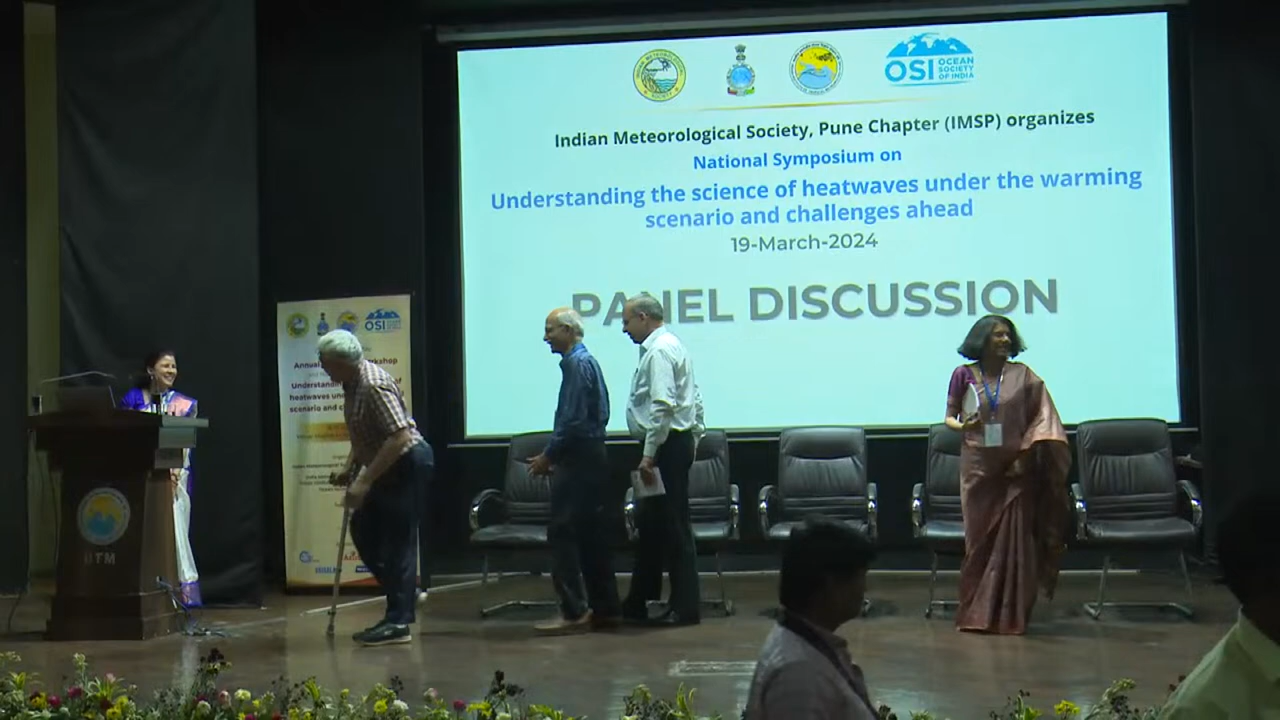 OSI OCEAN SOCIETY OF INDIA
Indian Meteorological Society, Pune Chapter (IMSP) organizes
National Symposium on
Understanding the science of heatwaves under the warming
scenario and challenges ahead
19-March-2024
PANEL DISCUSSION
OSI
Annual
Understan
heatwaves un
scenario and c